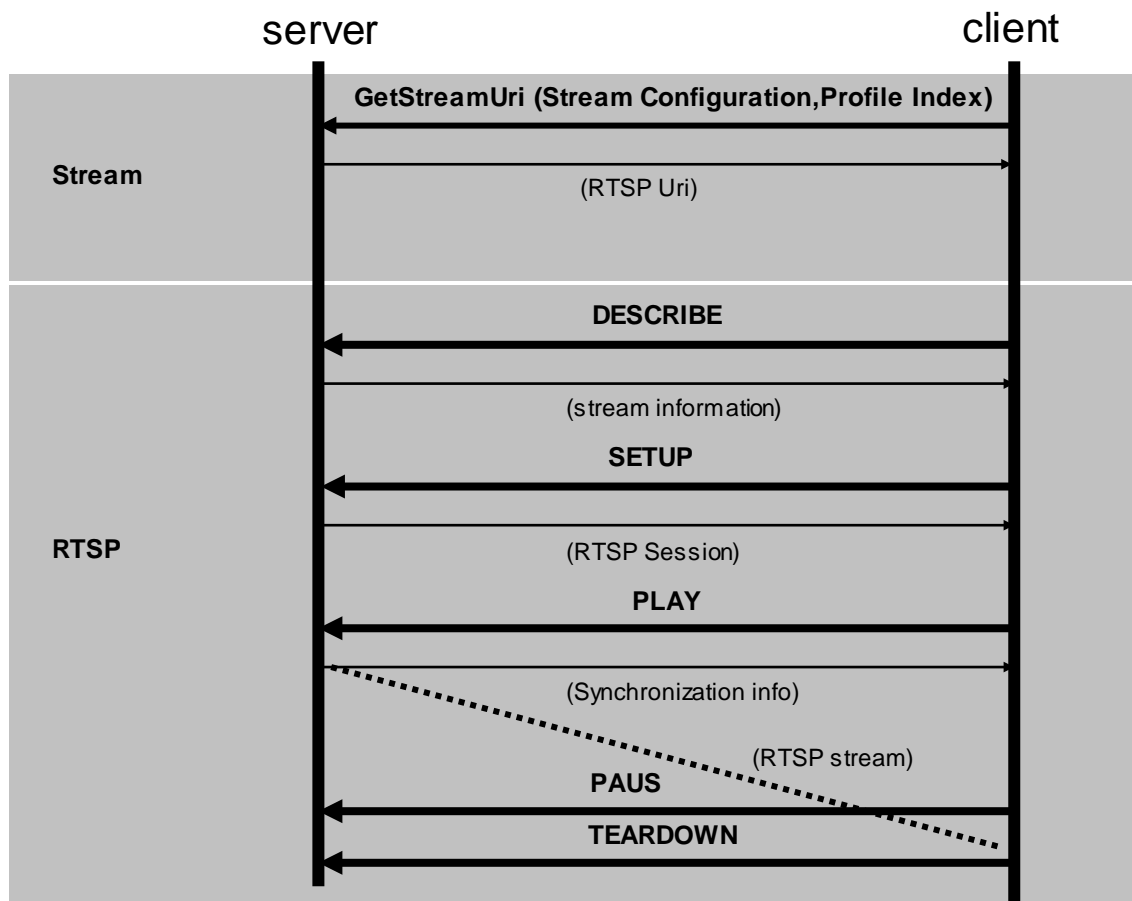 server
client
GetStreamUri (Stream Configuration,Profile Index)
Stream
(RTSP Uri)
DESCRIBE
(stream information)
SETUP
RTSP
(RTSP Session)
PLAY
(Synchronization info)
(RTSP stream)
PAUS
TEARDOWN